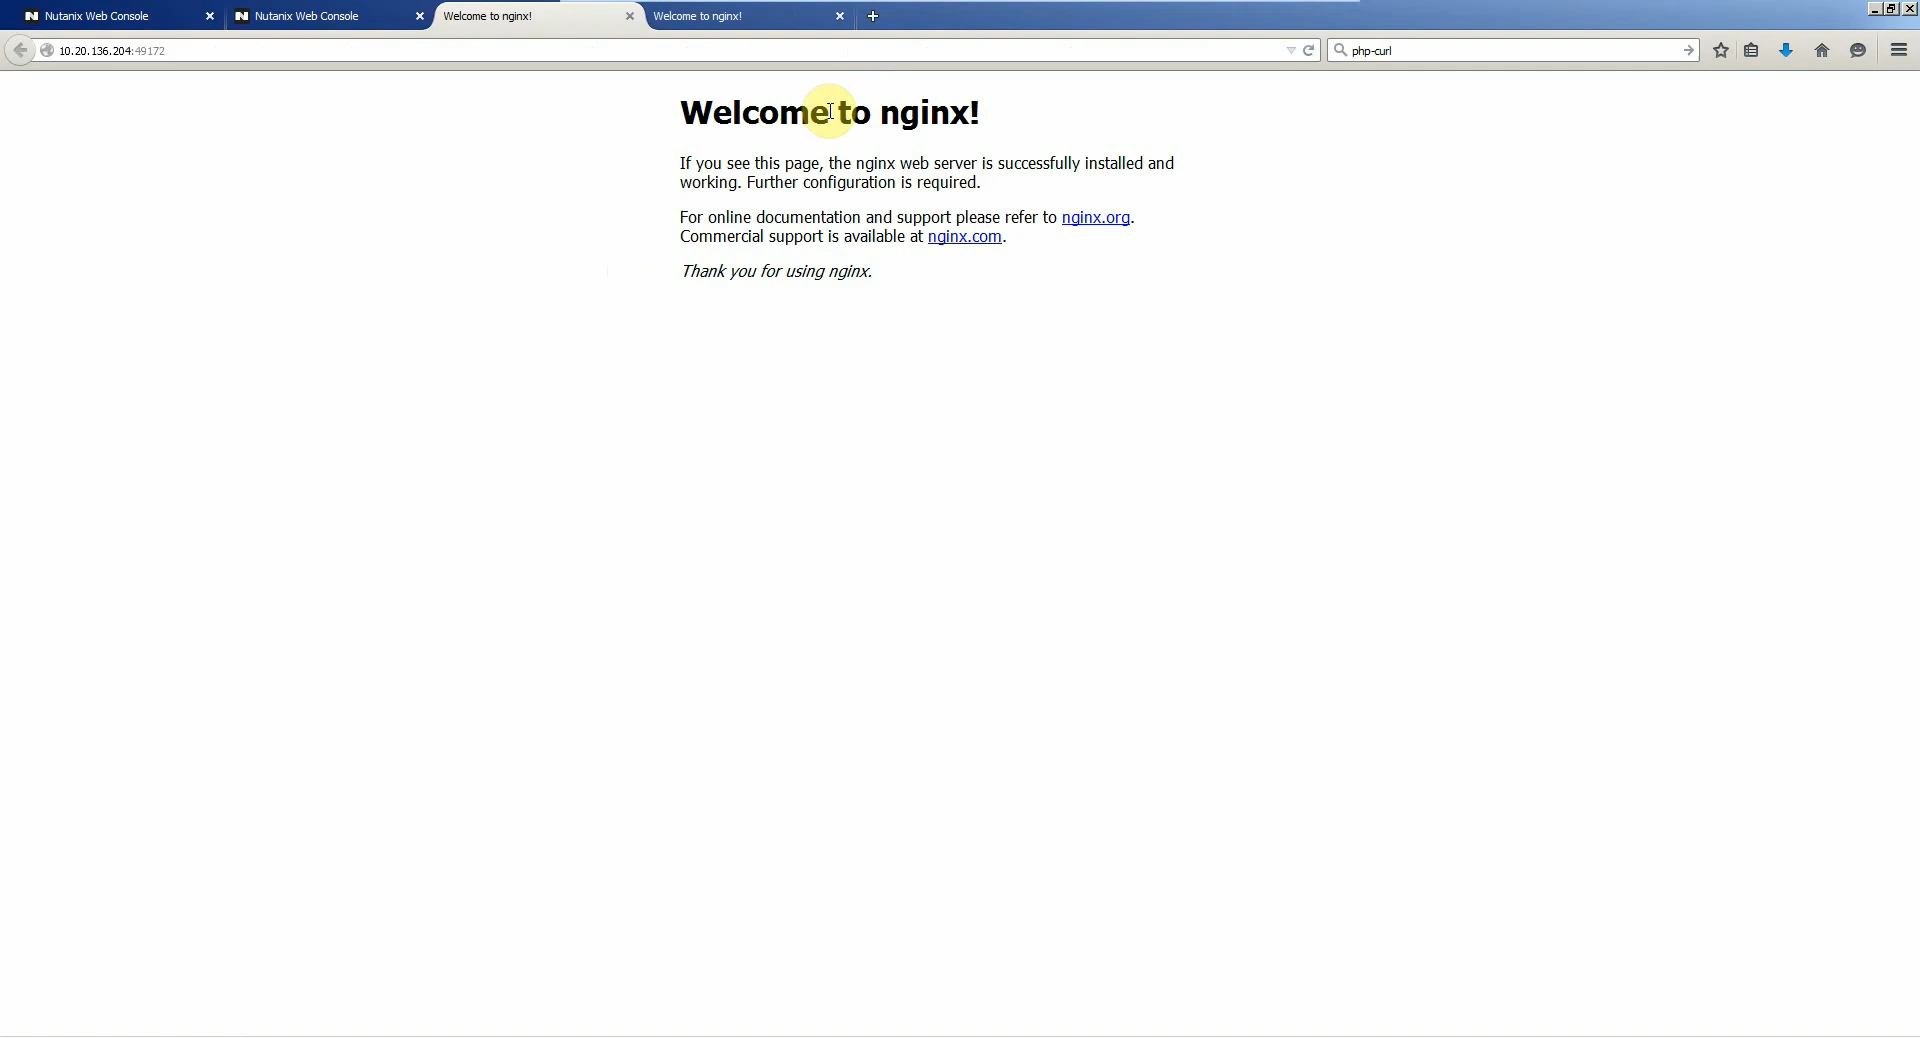 Nutanix Web Console
Nutanix Web Console
Welcome to nginx!
Welcome to nginx!
10.20.136.204:49172
php-curl
Welcome to nginx!
If you see this page, the nginx web server is successfully installed and
working. Further configuration is required.
For online documentation and support please refer to nginx.org.
Commercial support is available at nginx.com.
Thank you for using nginx.